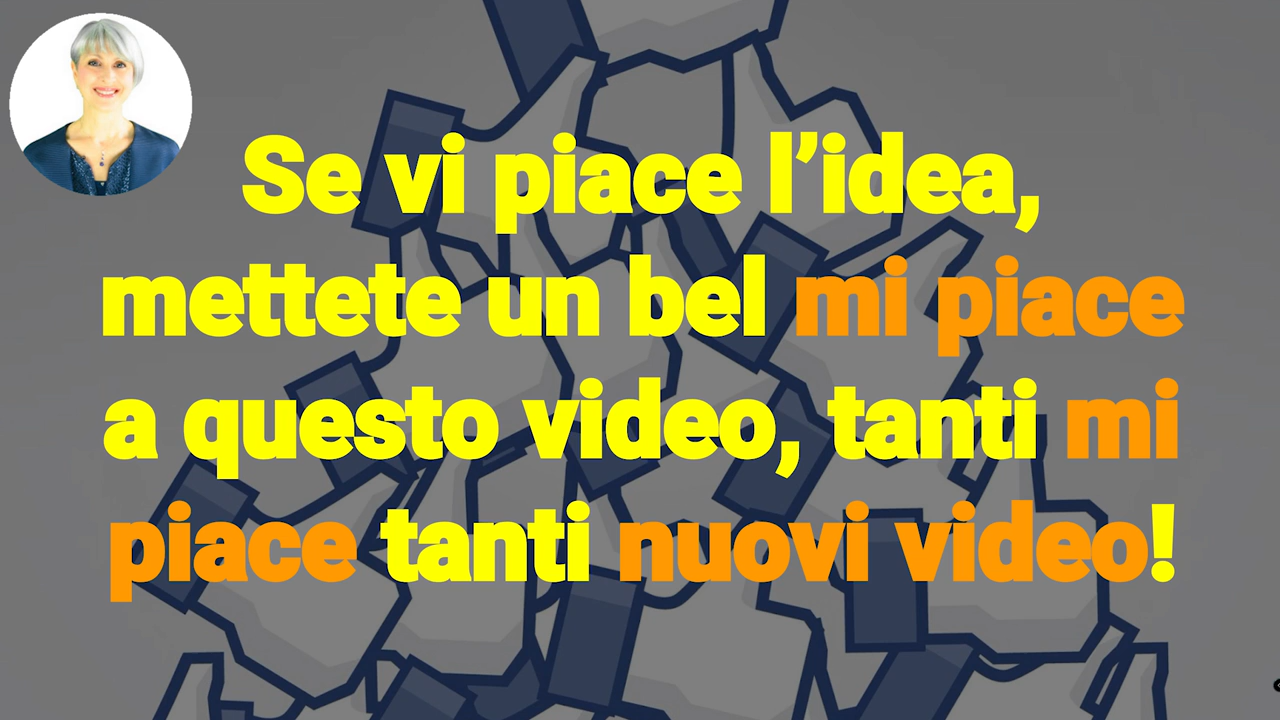 Se vi piace l’idea,
mettete un bel mi piace
a questo video, tanti mi
piace tanti nuovi video!